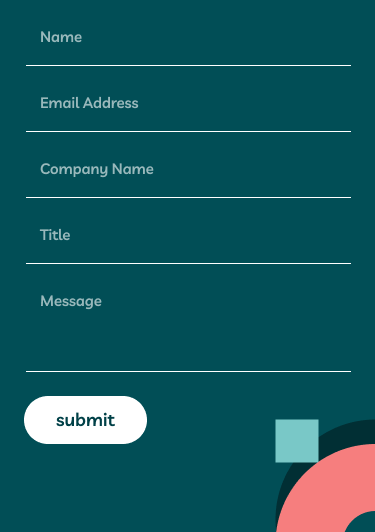 Name
Email Address
Company Name
Title
Message
submit